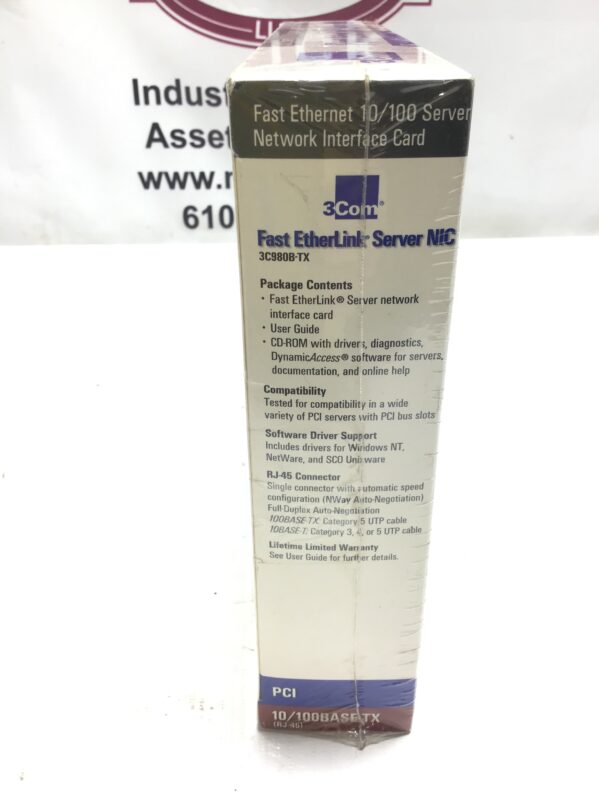 Indust
Asset
www.
610
Fast Ethernet 10/100 Server
Network Interface Card
3Com®
Fast EtherLink® Server NIC
3C980B-TX
Package Contents
• Fast EtherLink® Server network
interface card
• User Guide
• CD-ROM with drivers, diagnostics,
DynamicAccess® software for servers,
documentation, and online help
Compatibility
Tested for compatibility in a wide
variety of PCI servers with PCI bus slots
Software Driver Support
Includes drivers for Windows NT,
NetWare, and SCO Unixware
RJ-45 Connector
Single connector with automatic speed
configuration (NWay Auto-Negotiation)
Full-Duplex Auto-Negotiation
100BASE-TX: Category 5 UTP cable
10BASE-T: Category 3, 4, or 5 UTP cable
Lifetime Limited Warranty
See User Guide for further details.
PCI
10/100BASE-TX
(RJ-45)